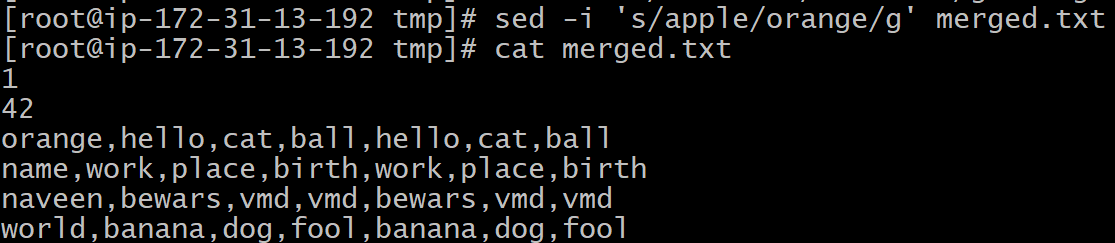 [root@ip-172-31-13-192 tmp]# sed -i 's/apple/orange/g' merged.txt
[root@ip-172-31-13-192 tmp]# cat merged.txt
1
42
orange,hello,cat,ball,hello,cat,ball
name,work,place,birth,work,place,birth
naveen,bewars,vmd,vmd,bewars,vmd,vmd
world,banana,dog,fool,banana,dog,fool